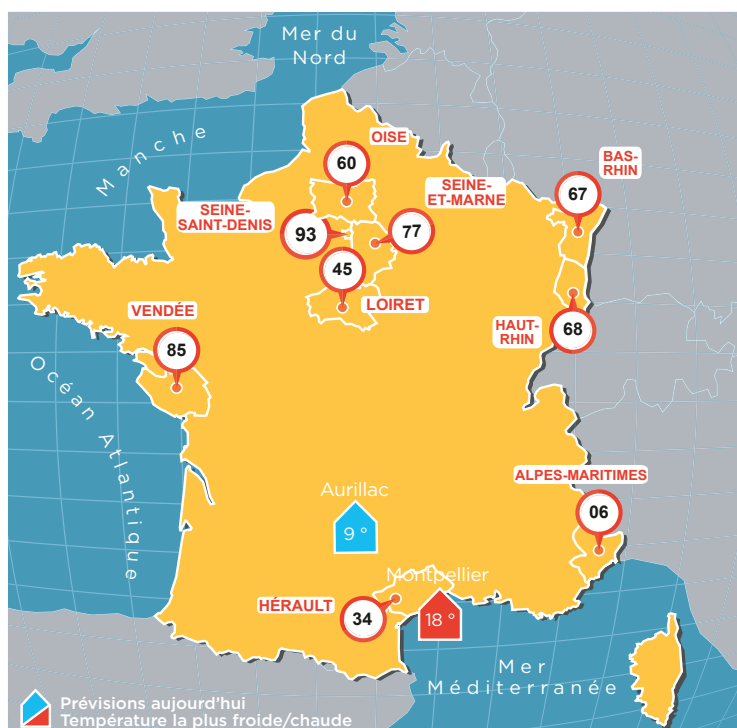 Mer du
Nord
Manche
OISE
60
BAS-
RHIN
67
SEINE-
ET-MARNE
SEINE-
SAINT-DENIS
93
77
45
LOIRET
VENDÉE
85
HAUT-
RHIN
68
Océan Atlantique
ALPES-MARITIMES
06
Aurillac
9 °
Montpellier
18 °
HÉRAULT
34
Mer
Méditerranée
Prévisions aujourd'hui
Température la plus froide/chaude